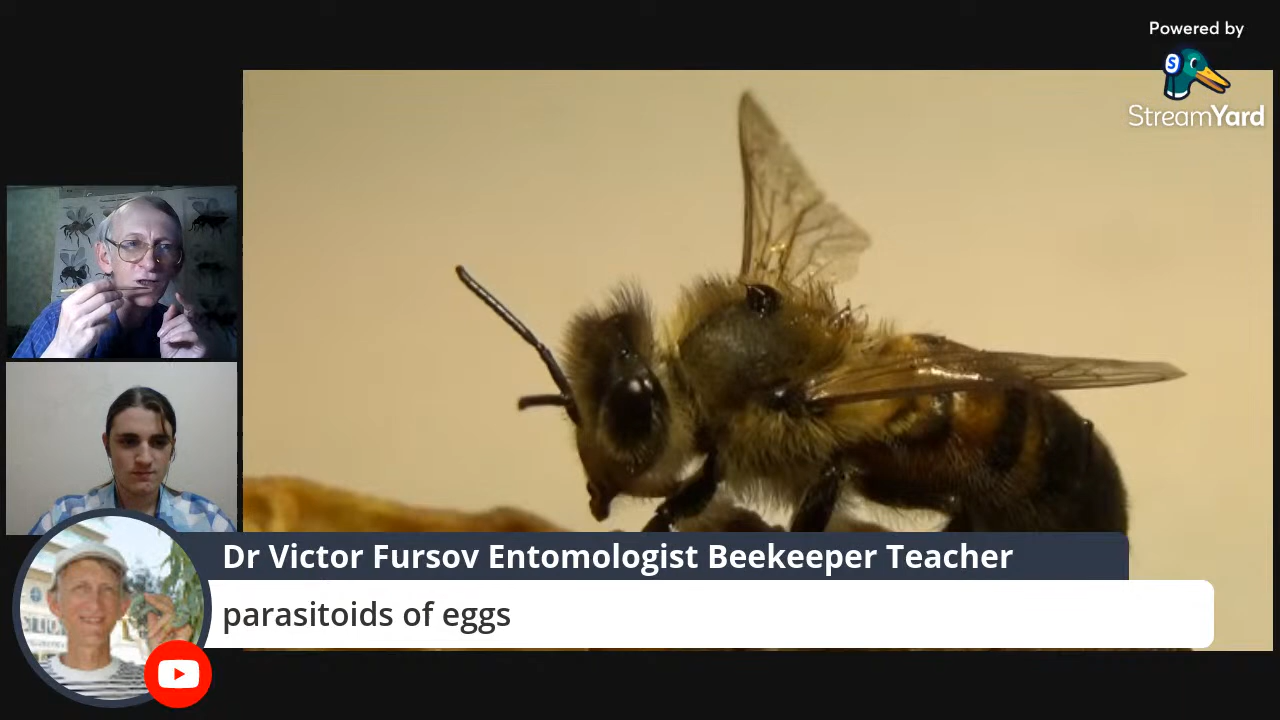 Powered by
S
StreamYard
Dr Victor Fursov Entomologist Beekeeper Teacher
parasitoids of eggs